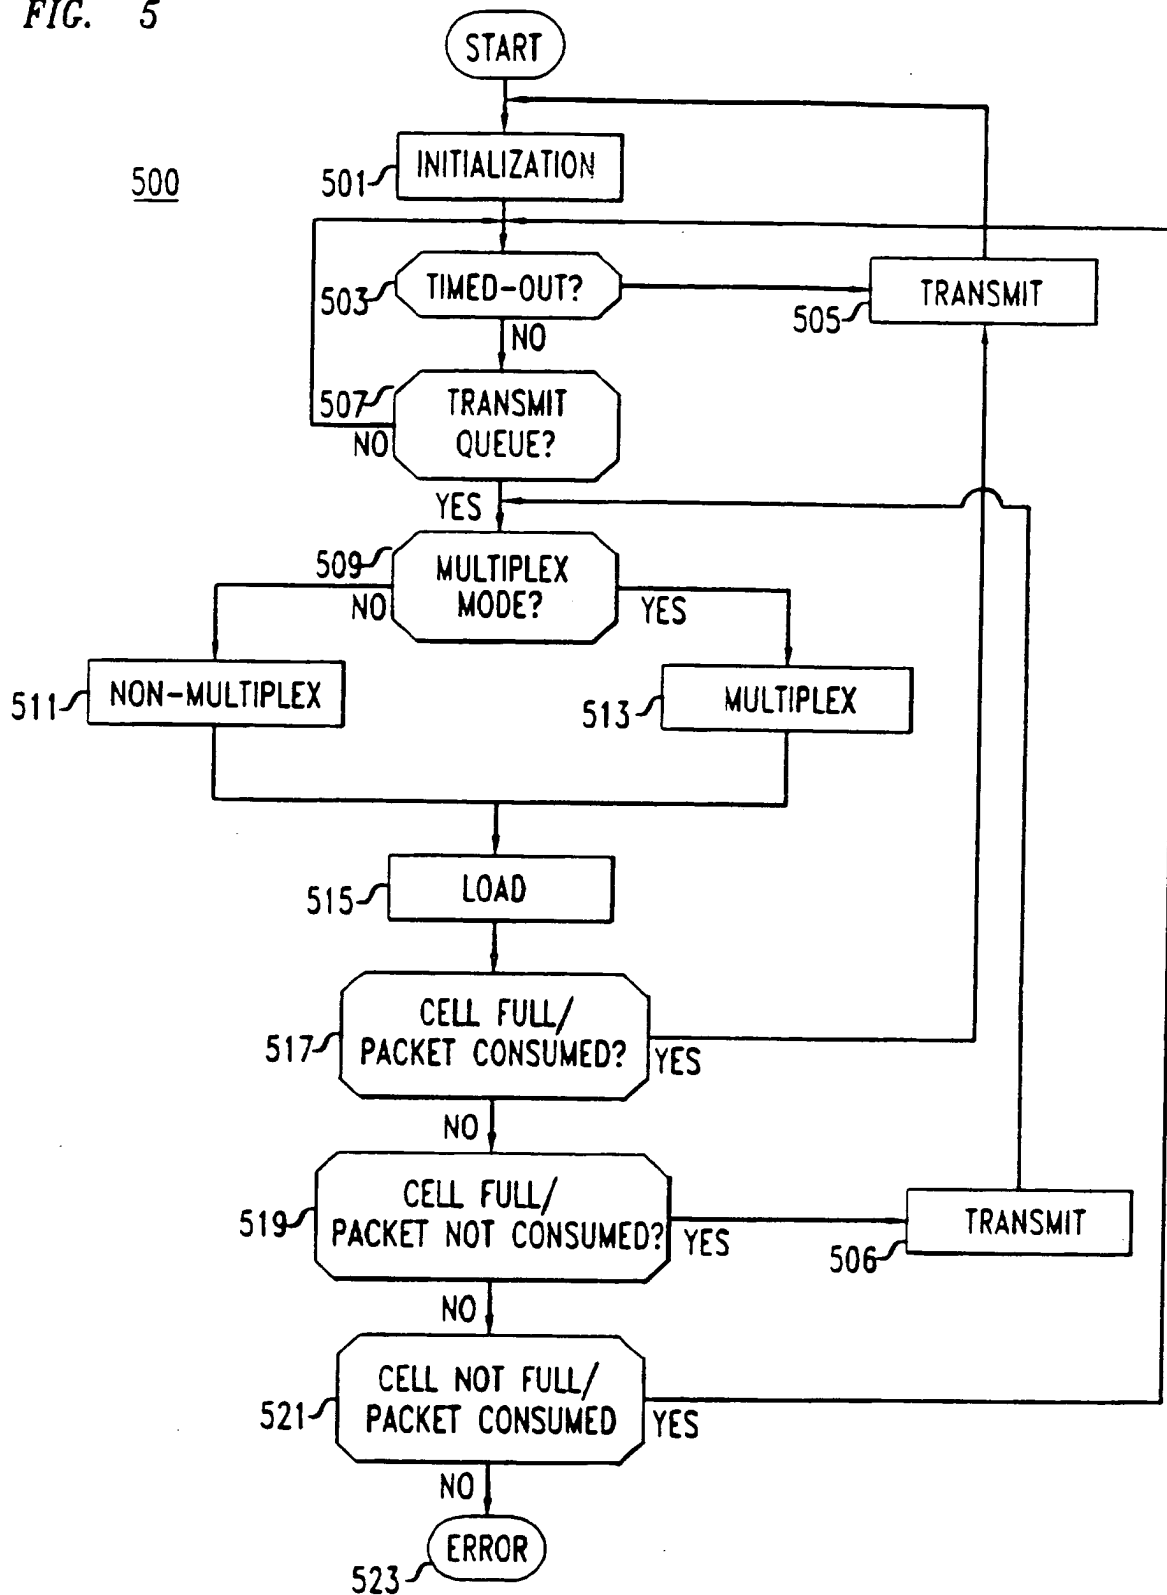 FIG. 5
START
500
501
INITIALIZATION
503
TIMED-OUT?
505
TRANSMIT
NO
507
TRANSMIT
QUEUE?
NO
YES
509
MULTIPLEX
MODE?
NO
YES
511
NON-MULTIPLEX
513
MULTIPLEX
515
LOAD
517
CELL FULL/
PACKET CONSUMED?
YES
NO
519
CELL FULL/
PACKET NOT CONSUMED?
YES
506
TRANSMIT
NO
521
CELL NOT FULL/
PACKET CONSUMED
YES
NO
ERROR
523